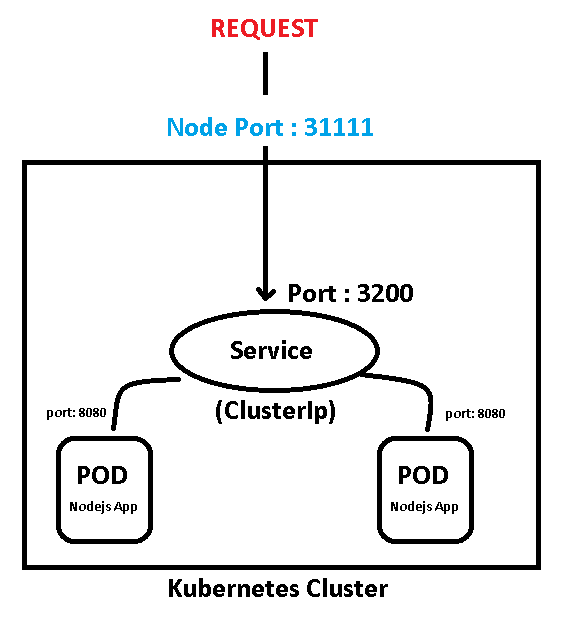 REQUEST
Node Port : 31111
Port : 3200
Service
(ClusterIp)
port: 8080
port: 8080
POD
Nodejs App
POD
Nodejs App
Kubernetes Cluster